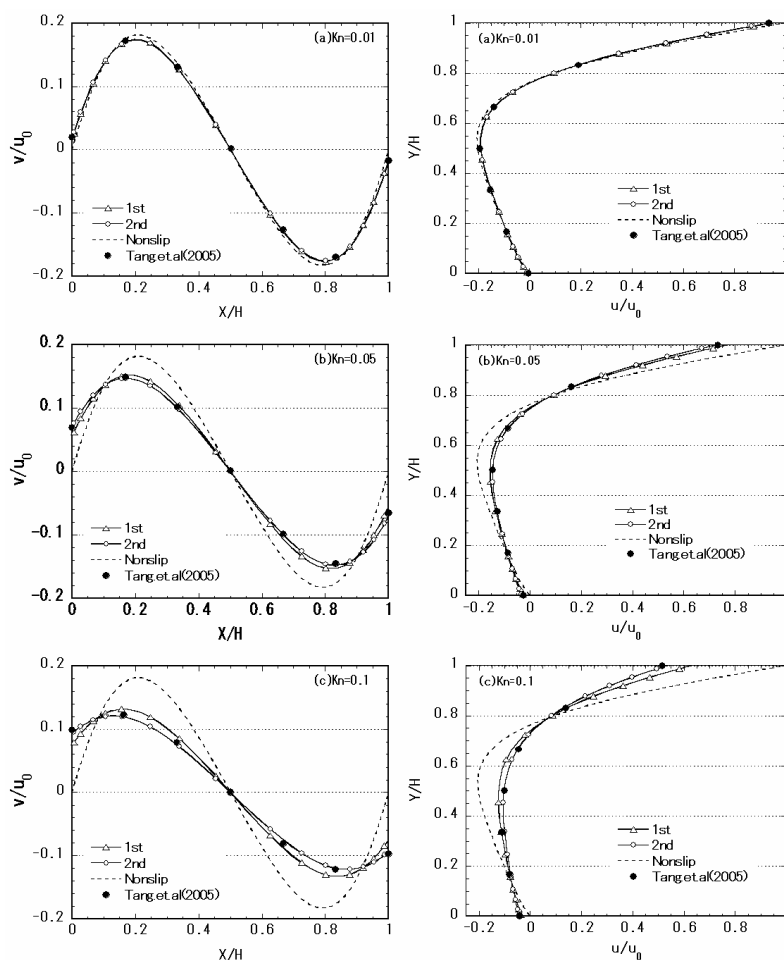 0.2
0.1
0
-0.1
-0.2
v/u0
(a)Kn=0.01
1st
2nd
Nonslip
Tang.et.al(2005)
0 0.2 0.4 0.6 0.8 1
X/H
1
0.8
0.6
0.4
0.2
0
Y/H
(a)Kn=0.01
1st
2nd
Nonslip
Tang.et.al(2005)
-0.2 0 0.2 0.4 0.6 0.8
u/u0
0.2
0.1
0
-0.1
-0.2
v/u0
(b)Kn=0.05
1st
2nd
Nonslip
Tang.et.al(2005)
0 0.2 0.4 0.6 0.8 1
X/H
1
0.8
0.6
0.4
0.2
0
Y/H
(b)Kn=0.05
1st
2nd
Nonslip
Tang.et.al(2005)
-0.2 0 0.2 0.4 0.6 0.8
u/u0
0.2
0.1
0
-0.1
-0.2
v/u0
(c)Kn=0.1
1st
2nd
Nonslip
Tang.et.al(2005)
0 0.2 0.4 0.6 0.8 1
X/H
1
0.8
0.6
0.4
0.2
0
Y/H
(c)Kn=0.1
1st
2nd
Nonslip
Tang.et.al(2005)
-0.2 0 0.2 0.4 0.6 0.8
u/u0